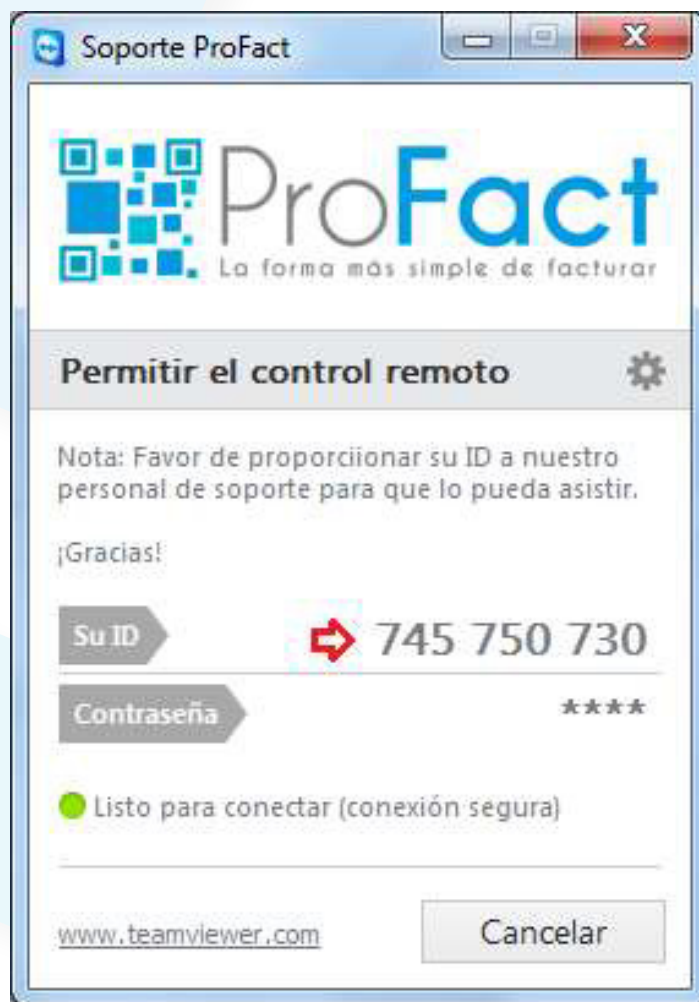 Soporte ProFact
ProFact
La forma más simple de facturar
Permitir el control remoto
Nota: Favor de proporciionar su ID a nuestro
personal de soporte para que lo pueda asistir.
¡Gracias!
Su ID 745 750 730
Contraseña ****
Listo para conectar (conexión segura)
www.teamviewer.com Cancelar